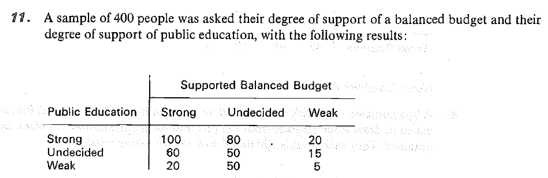 11. A sample of 400 people was asked their degree of support of a balanced budget and their
degree of support of public education, with the following results:
Supported Balanced Budget
Public Education Strong Undecided Weak
Strong 100 80 20
Undecided 60 50 15
Weak 20 50 5